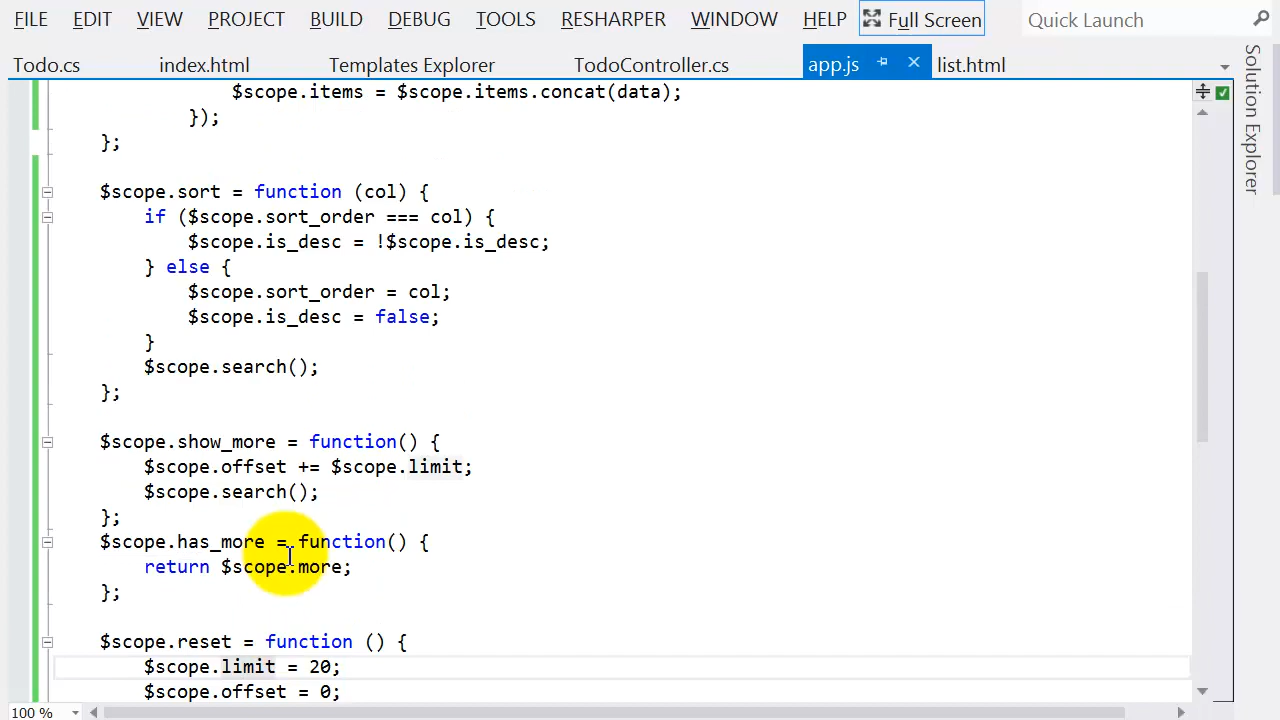 FILE EDIT VIEW PROJECT BUILD DEBUG TOOLS RESHARPER WINDOW HELP Full Screen Quick Launch
Todo.cs index.html Templates Explorer TodoController.cs app.js list.html
Solution Explorer
$scope.items = $scope.items.concat(data);
});
};
$scope.sort = function (col) {
if ($scope.sort_order === col) {
$scope.is_desc = !$scope.is_desc;
} else {
$scope.sort_order = col;
$scope.is_desc = false;
}
$scope.search();
};
$scope.show_more = function() {
$scope.offset += $scope.limit;
$scope.search();
};
$scope.has_more = function() {
return $scope.more;
};
$scope.reset = function () {
$scope.limit = 20;
$scope.offset = 0;
100 %